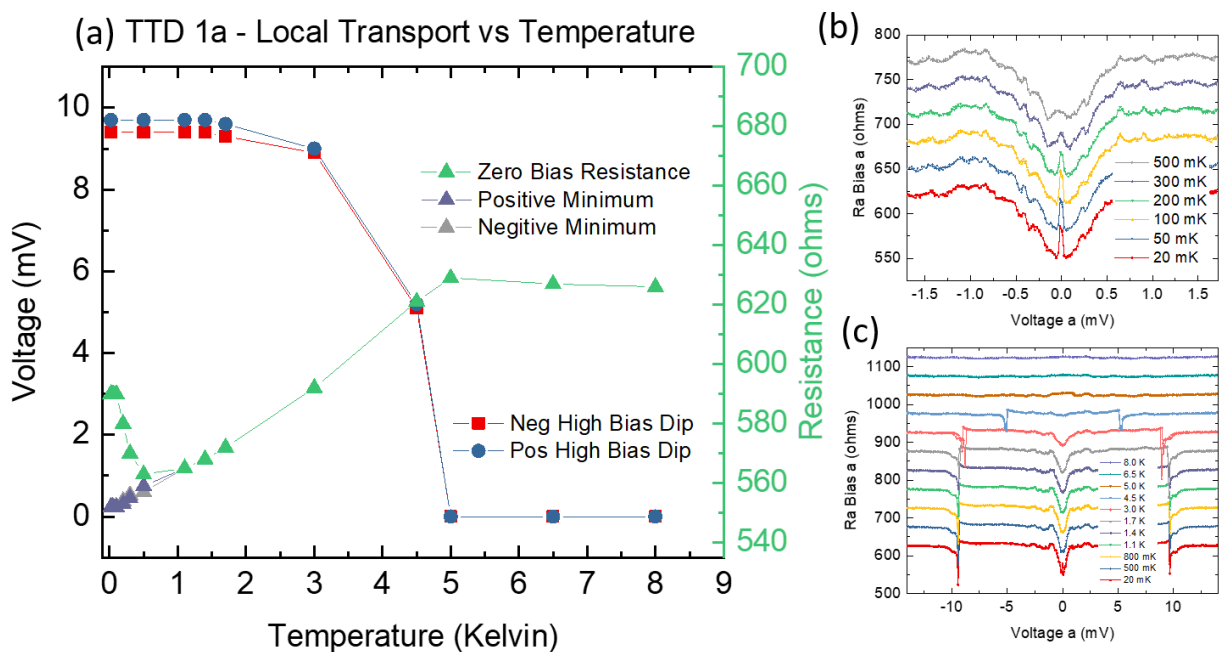 (a) TTD 1a - Local Transport vs Temperature
10
8
6
4
2
0
Voltage (mV)
700
680
660
640
620
600
580
560
540
Resistance (ohms)
Zero Bias Resistance
Positive Minimum
Negitive Minimum
Neg High Bias Dip
Pos High Bias Dip
0 1 2 3 4 5 6 7 8 9
Temperature (Kelvin)
(b)
800
750
700
650
600
550
Ra Bias a (ohms)
500 mK
300 mK
200 mK
100 mK
50 mK
20 mK
-1.5 -1.0 -0.5 0.0 0.5 1.0 1.5
Voltage a (mV)
(c)
1100
1000
900
800
700
600
500
Ra Bias a (ohms)
8.0 K
6.5 K
5.0 K
4.5 K
3.0 K
1.7 K
1.4 K
1.1 K
800 mK
500 mK
20 mK
-10 -5 0 5 10
Voltage a (mV)